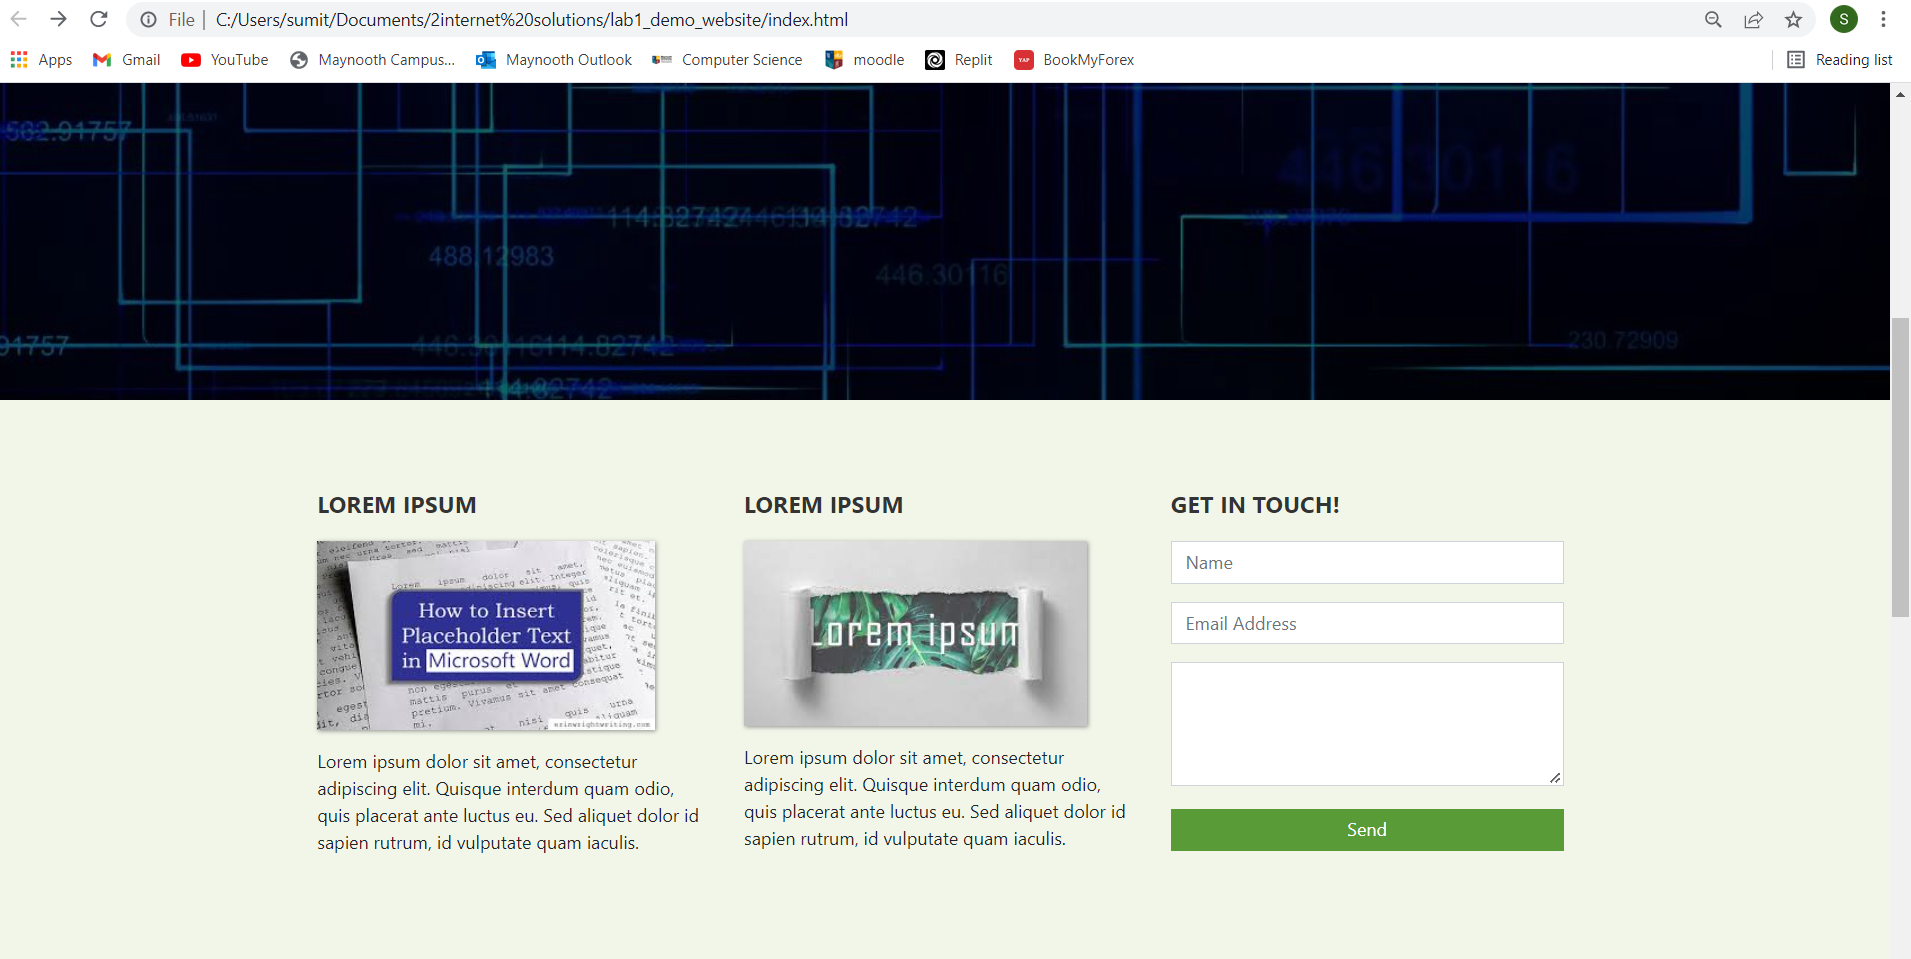 File C:/Users/sumit/Documents/2internet%20solutions/lab1_demo_website/index.html
S
Apps Gmail YouTube Maynooth Campus... Maynooth Outlook Computer Science moodle Replit YAP BookMyForex Reading list
502.91757
446.30116
114.82742
488.12983
446.30116
91757
446.30116 114.82742
230.72909
114.82742
LOREM IPSUM
How to Insert
Placeholder Text
in Microsoft Word
erinwrightwriting.com
Lorem ipsum dolor sit amet, consectetur
adipiscing elit. Quisque interdum quam odio,
quis placerat ante luctus eu. Sed aliquet dolor id
sapien rutrum, id vulputate quam iaculis.
LOREM IPSUM
Lorem ipsum
Lorem ipsum dolor sit amet, consectetur
adipiscing elit. Quisque interdum quam odio,
quis placerat ante luctus eu. Sed aliquet dolor id
sapien rutrum, id vulputate quam iaculis.
GET IN TOUCH!
Name
Email Address
Send